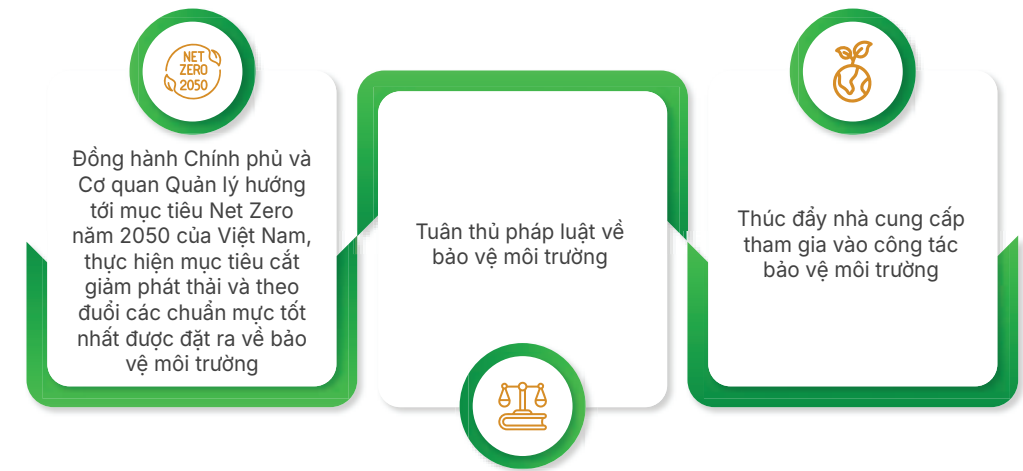 NET
ZERO
2050
Đồng hành Chính phủ và
Cơ quan Quản lý hướng
tới mục tiêu Net Zero
năm 2050 của Việt Nam,
thực hiện mục tiêu cắt
giảm phát thải và theo
đuổi các chuẩn mực tốt
nhất được đặt ra về bảo
vệ môi trường
Tuân thủ pháp luật về
bảo vệ môi trường
Thúc đẩy nhà cung cấp
tham gia vào công tác
bảo vệ môi trường